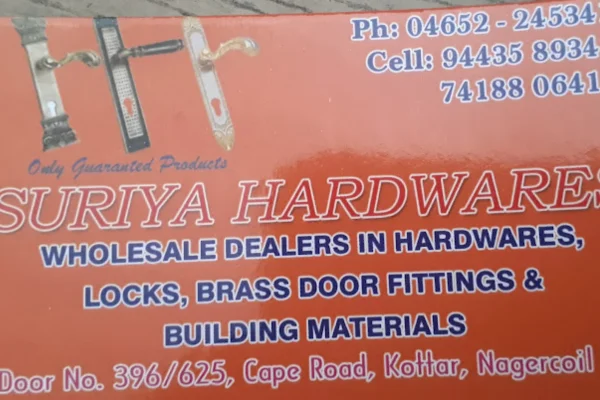 Ph: 04652 - 24534
Cell: 94435 8934
74188 0641
Only Guaranted Products
SURIYA HARDWARES
WHOLESALE DEALERS IN HARDWARES,
LOCKS, BRASS DOOR FITTINGS &
BUILDING MATERIALS
Door No. 396/625, Cape Road, Kottar, Nagercoil